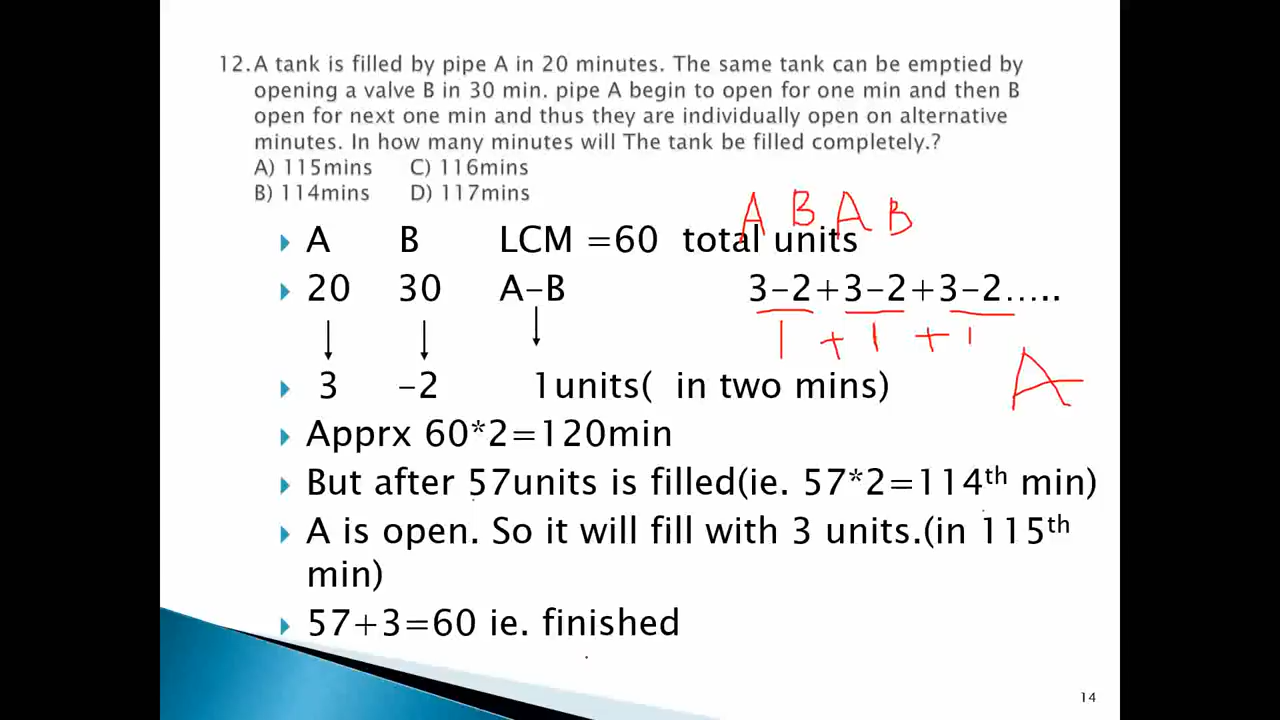 12. A tank is filled by pipe A in 20 minutes. The same tank can be emptied by
opening a valve B in 30 min. pipe A begin to open for one min and then B
open for next one min and thus they are individually open on alternative
minutes. In how many minutes will The tank be filled completely.?
A) 115mins C) 116mins
B) 114mins D) 117mins
A B A B
A B LCM =60 total units
20 30 A-B 3-2+3-2+3-2.....
1 + 1 + 1
A
3 -2 1units( in two mins)
Apprx 60*2=120min
But after 57units is filled(ie. 57*2=114th min)
A is open. So it will fill with 3 units.(in 115th
min)
57+3=60 ie. finished
14